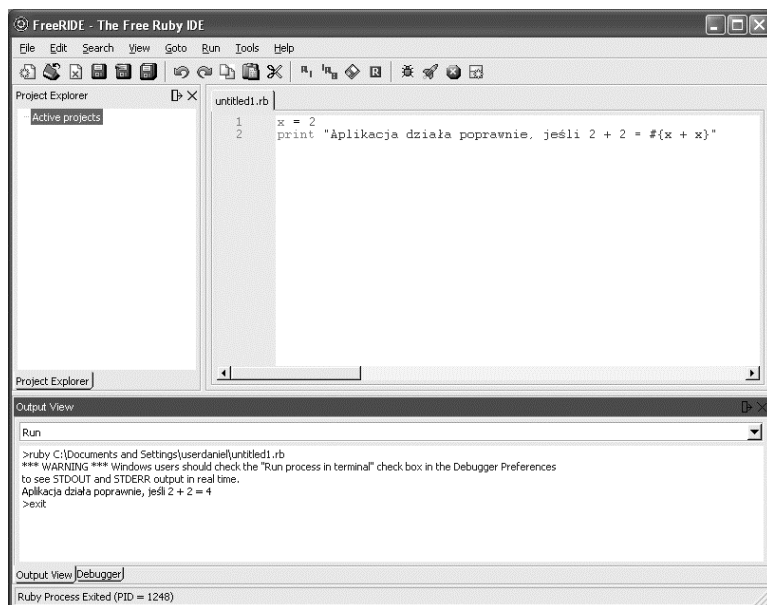 FreeRIDE - The Free Ruby IDE
File Edit Search View Goto Run Tools Help
Project Explorer
Active projects
untitled1.rb
1 x = 2
2 print "Aplikacja działa poprawnie, jeśli 2 + 2 = #{x + x}"
Project Explorer
Output View
Run
>ruby C:\Documents and Settings\userdaniel\untitled1.rb
*** WARNING *** Windows users should check the "Run process in terminal" check box in the Debugger Preferences
to see STDOUT and STDERR output in real time.
Aplikacja działa poprawnie, jeśli 2 + 2 = 4
>exit
Output View Debugger
Ruby Process Exited (PID = 1248)